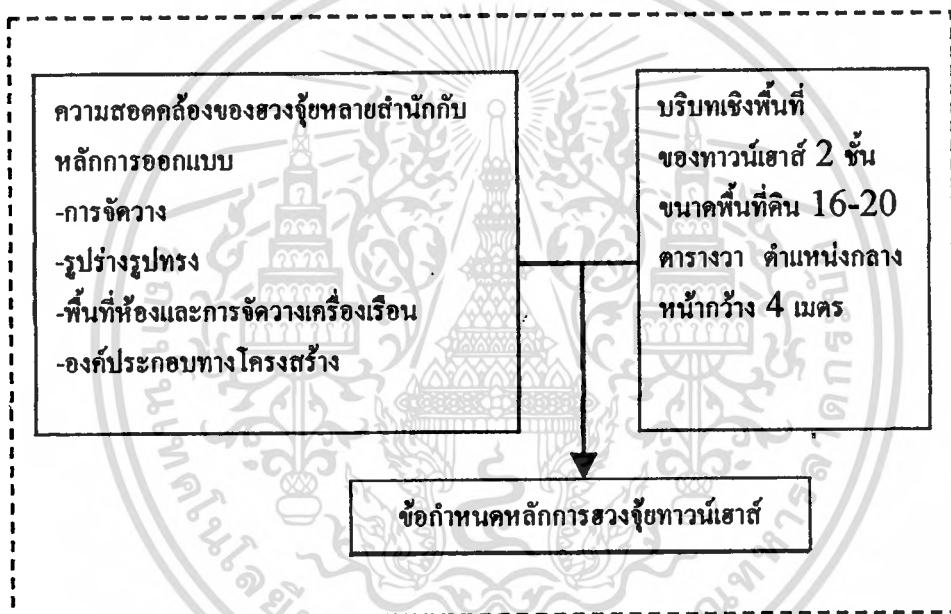 ความสอดคล้องของฮวงจุ้ยหลายสำนักกับ
หลักการออกแบบ
-การจัดวาง
-รูปร่างรูปทรง
-พื้นที่ห้องและการจัดวางเครื่องเรือน
-องค์ประกอบทางโครงสร้าง
บริบทเชิงพื้นที่
ของทาวน์เฮาส์ 2 ชั้น
ขนาดพื้นที่ดิน 16-20
ตารางวา ตำแหน่งกลาง
หน้ากว้าง 4 เมตร
ข้อกำหนดหลักการฮวงจุ้ยทาวน์เฮาส์